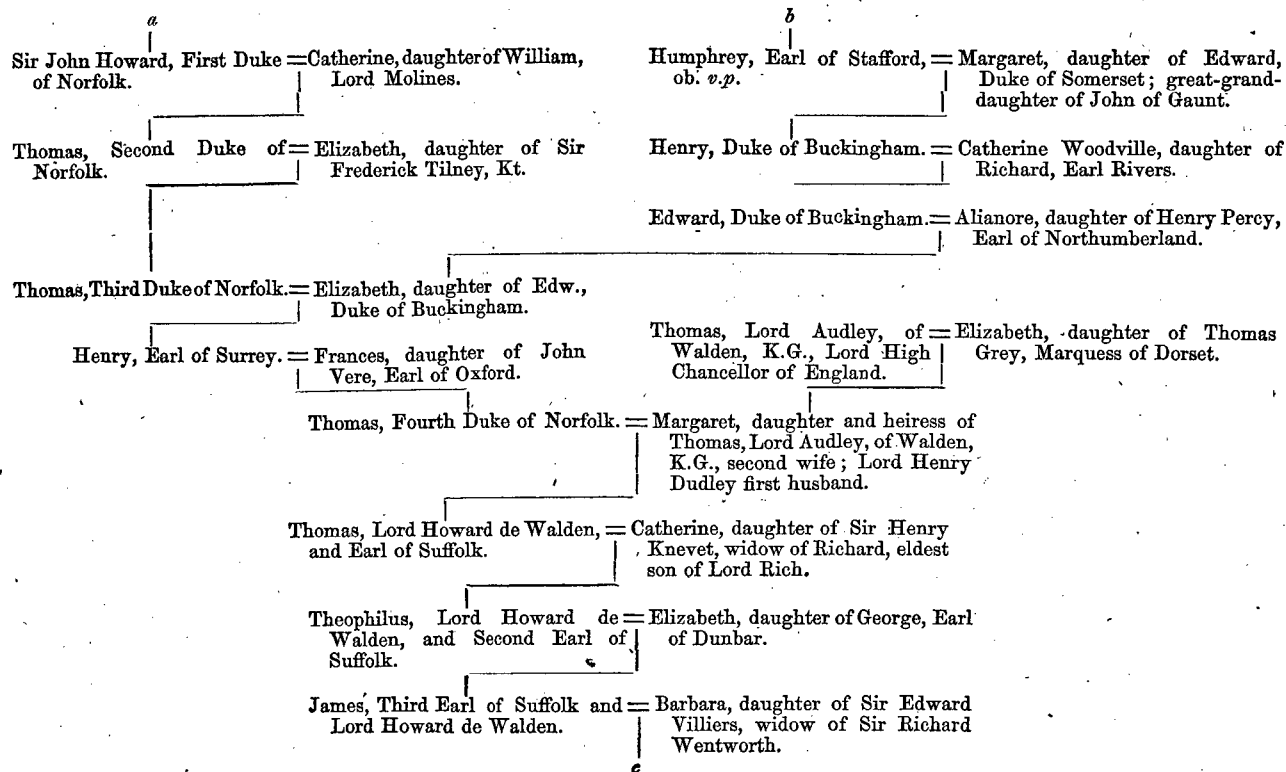 a
b
Sir John Howard, First Duke = Catherine, daughter of William,
of Norfolk.
Lord Molines.
Humphrey, Earl of Stafford, = Margaret, daughter of Edward,
ob. v.p.
Duke of Somerset; great-grand-
daughter of John of Gaunt.
Thomas, Second Duke of = Elizabeth, daughter of Sir
Norfolk.
Frederick Tilney, Kt.
Henry, Duke of Buckingham. = Catherine Woodville, daughter of
Richard, Earl Rivers.
Edward, Duke of Buckingham. = Alianore, daughter of Henry Percy,
Earl of Northumberland.
Thomas, Third Duke of Norfolk. = Elizabeth, daughter of Edw.,
Duke of Buckingham.
Henry, Earl of Surrey. = Frances, daughter of John
Vere, Earl of Oxford.
Thomas, Lord Audley, of = Elizabeth, daughter of Thomas
Walden, K.G., Lord High
Grey, Marquess of Dorset.
Chancellor of England.
Thomas, Fourth Duke of Norfolk. = Margaret, daughter and heiress of
Thomas, Lord Audley, of Walden,
K.G., second wife; Lord Henry
Dudley first husband.
Thomas, Lord Howard de Walden, = Catherine, daughter of Sir Henry
and Earl of Suffolk.
Knevet, widow of Richard, eldest
son of Lord Rich.
Theophilus, Lord Howard de = Elizabeth, daughter of George, Earl
Walden, and Second Earl of
of Dunbar.
Suffolk.
James, Third Earl of Suffolk and = Barbara, daughter of Sir Edward
Lord Howard de Walden.
Villiers, widow of Sir Richard
Wentworth.
c